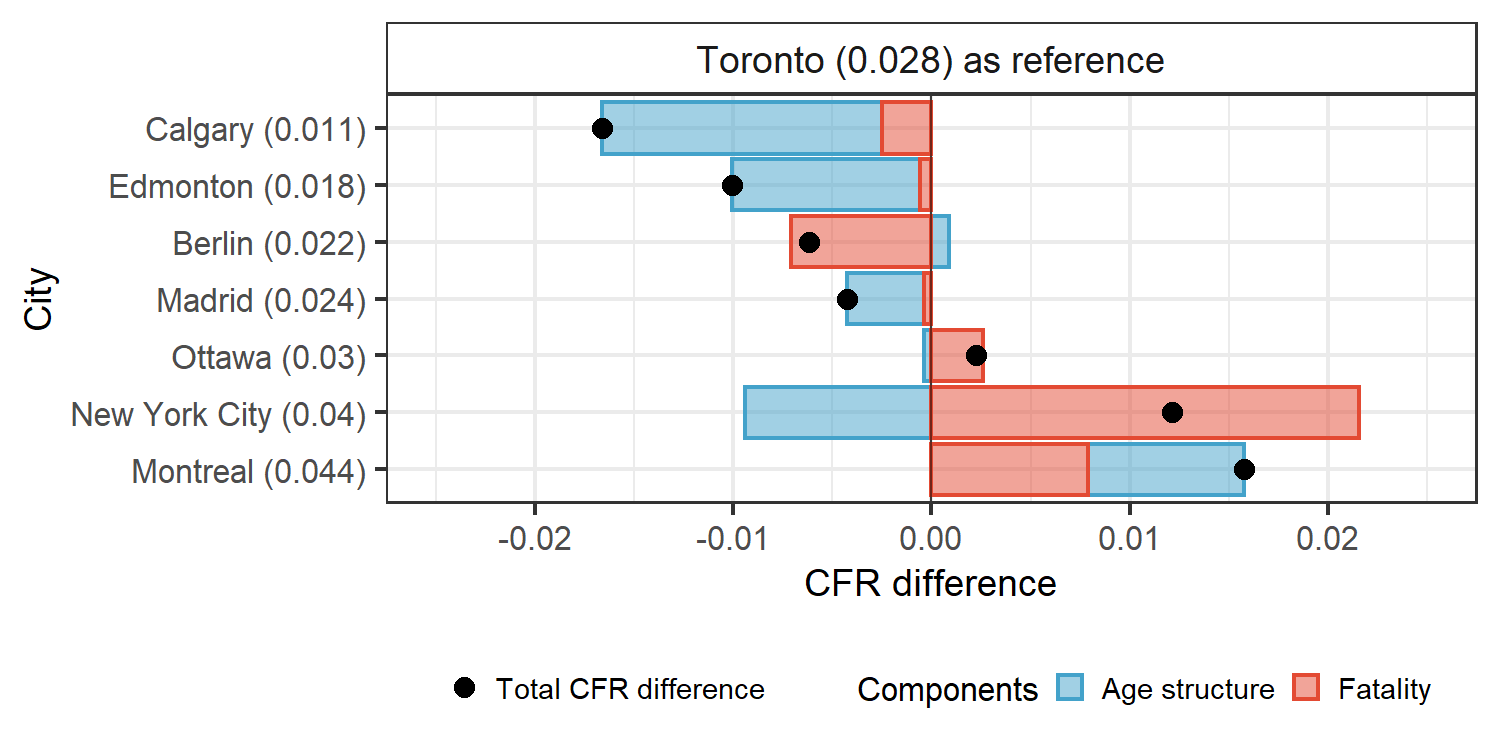 Toronto (0.028) as reference
Calgary (0.011)
Edmonton (0.018)
Berlin (0.022)
Madrid (0.024)
Ottawa (0.03)
New York City (0.04)
Montreal (0.044)
City
-0.02 -0.01 0.00 0.01 0.02
CFR difference
Total CFR difference Components Age structure Fatality